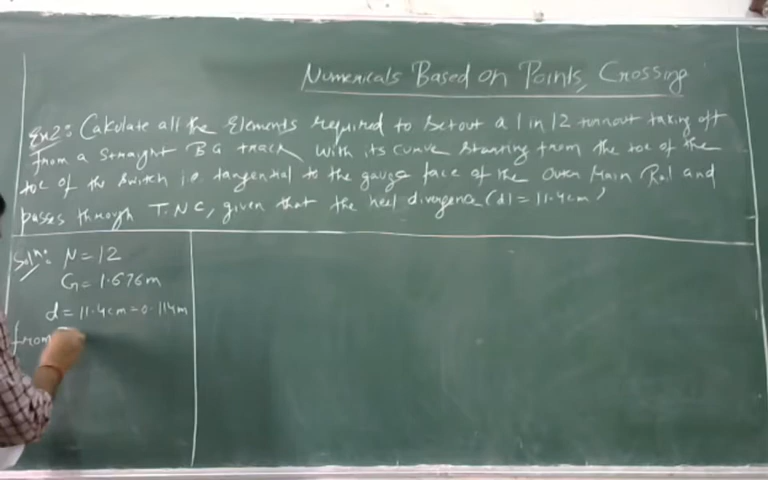 Numericals Based on Points, Crossing
Ex2: Calculate all the Elements required to setout a 1 in 12 turnout taking off
from a straight BG track, with its curve starting from the toe of the
toe of the switch i.e tangential to the gauge face of the outer Main Rail and
passes through T.N.C, given that the heel divergence (d) = 11.4cm
Soln: N = 12
G = 1.676m
d = 11.4cm = 0.114m
from